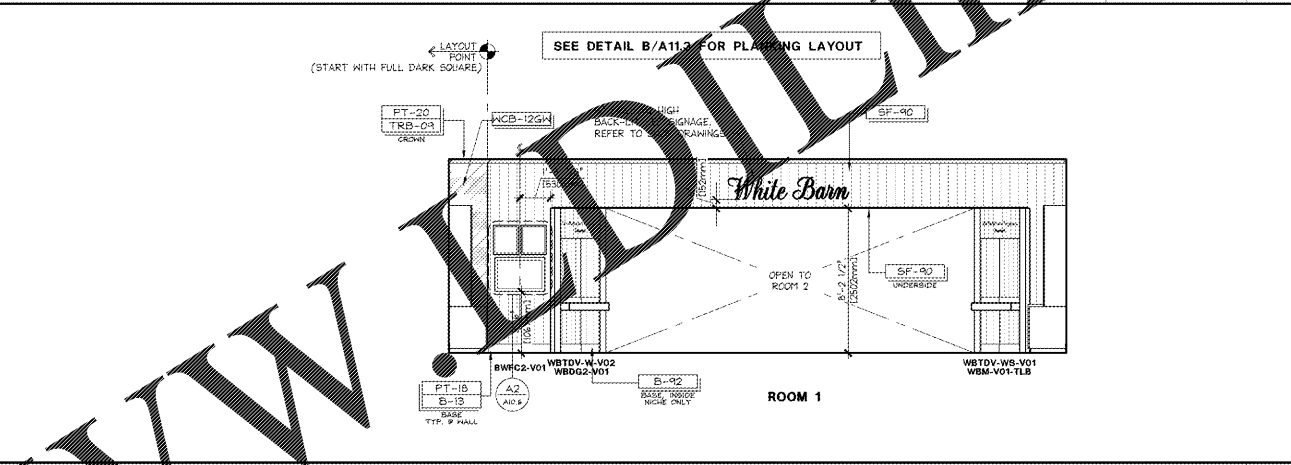 SEE DETAIL B/A11.3 FOR PLANKING LAYOUT
LAYOUT
POINT
(START WITH FULL DARK SQUARE)
PT-20
TRB-09
CROWN
WCB-12GW
HIGH
BACK- SIGNAGE.
REFER TO DRAWINGS
SF-90
White Barn
OPEN TO
ROOM 2
8'-2 1/2"
[2502mm]
[152mm]
SF-90
UNDERSIDE
BWFC2-V01
WBTDV-W-V02
WBDG2-V01
WBTDV-WS-V01
WBM-V01-TLB
PT-18
B-13
BASE
TYP. @ WALL
A2
A10.6
B-92
BASE, INSIDE
NICHE ONLY
ROOM 1
WWW.LDILIN